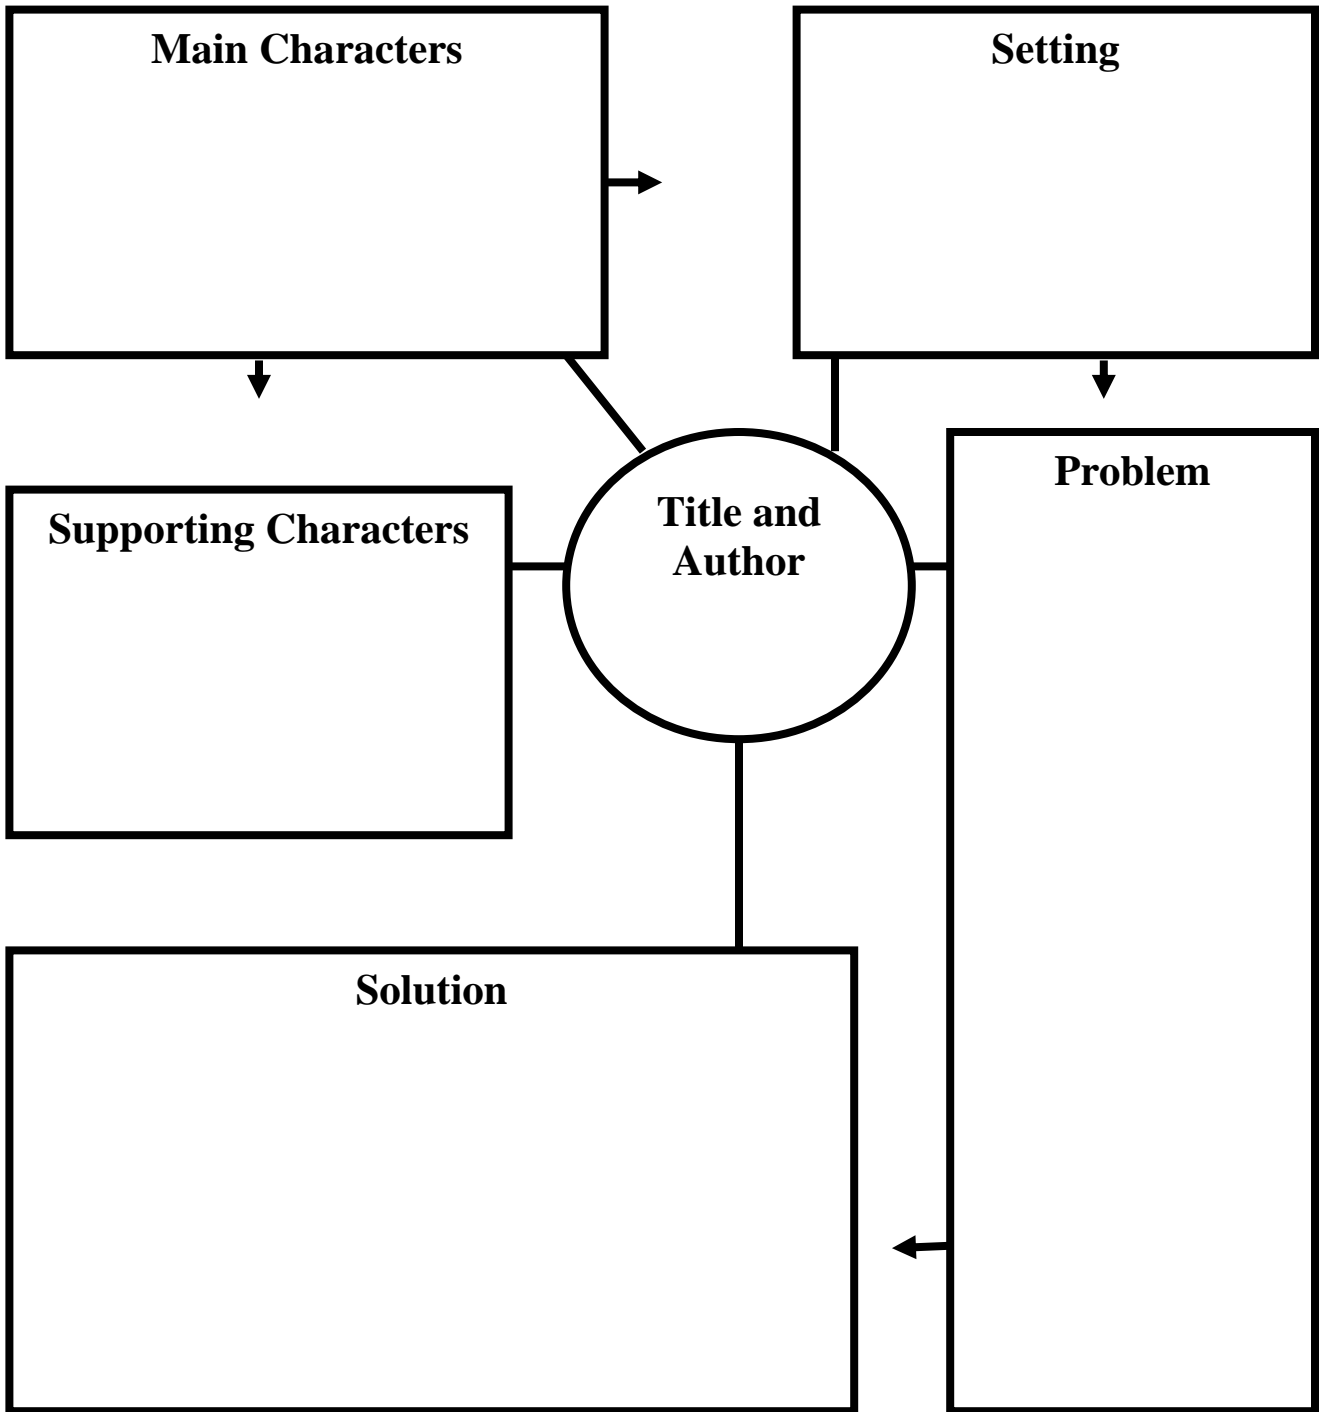 Main Characters
Setting
Supporting Characters
Title and
Author
Problem
Solution